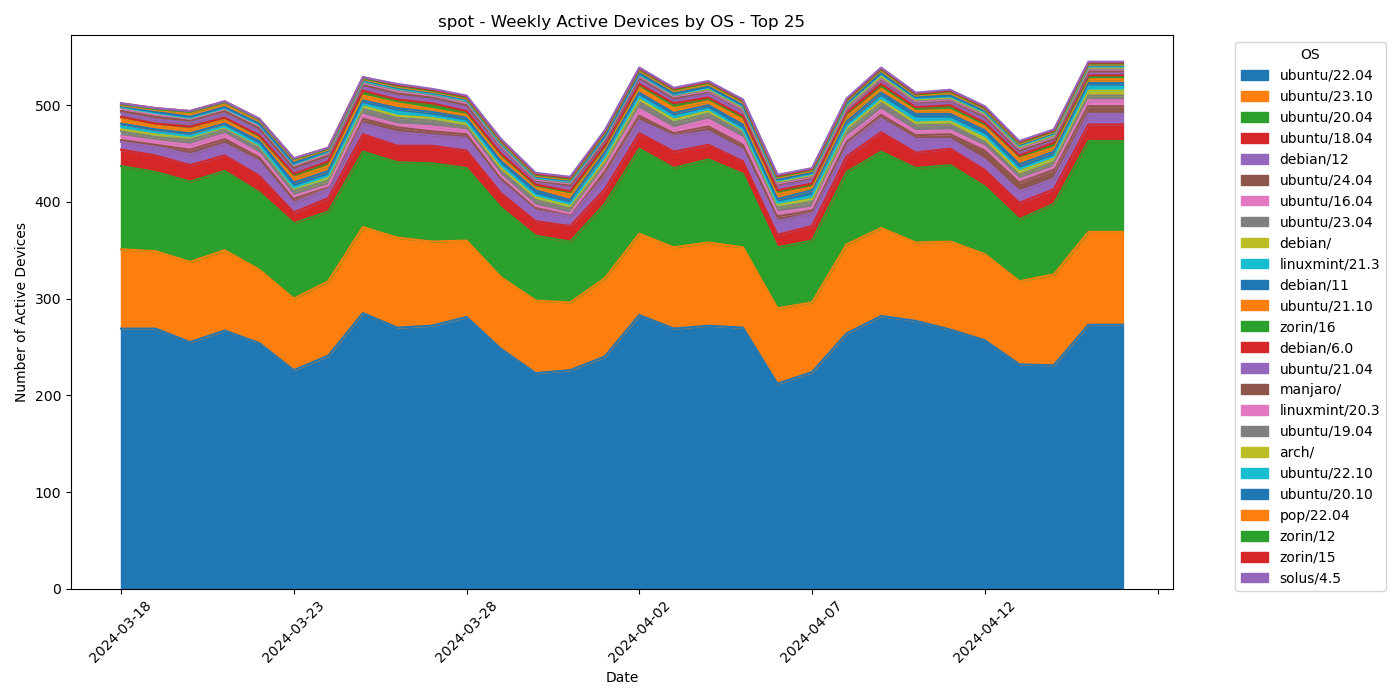 spot - Weekly Active Devices by OS - Top 25
Number of Active Devices
500
400
300
200
100
0
2024-03-18
2024-03-23
2024-03-28
2024-04-02
2024-04-07
2024-04-12
Date
OS
ubuntu/22.04
ubuntu/23.10
ubuntu/20.04
ubuntu/18.04
debian/12
ubuntu/24.04
ubuntu/16.04
ubuntu/23.04
debian/
linuxmint/21.3
debian/11
ubuntu/21.10
zorin/16
debian/6.0
ubuntu/21.04
manjaro/
linuxmint/20.3
ubuntu/19.04
arch/
ubuntu/22.10
ubuntu/20.10
pop/22.04
zorin/12
zorin/15
solus/4.5